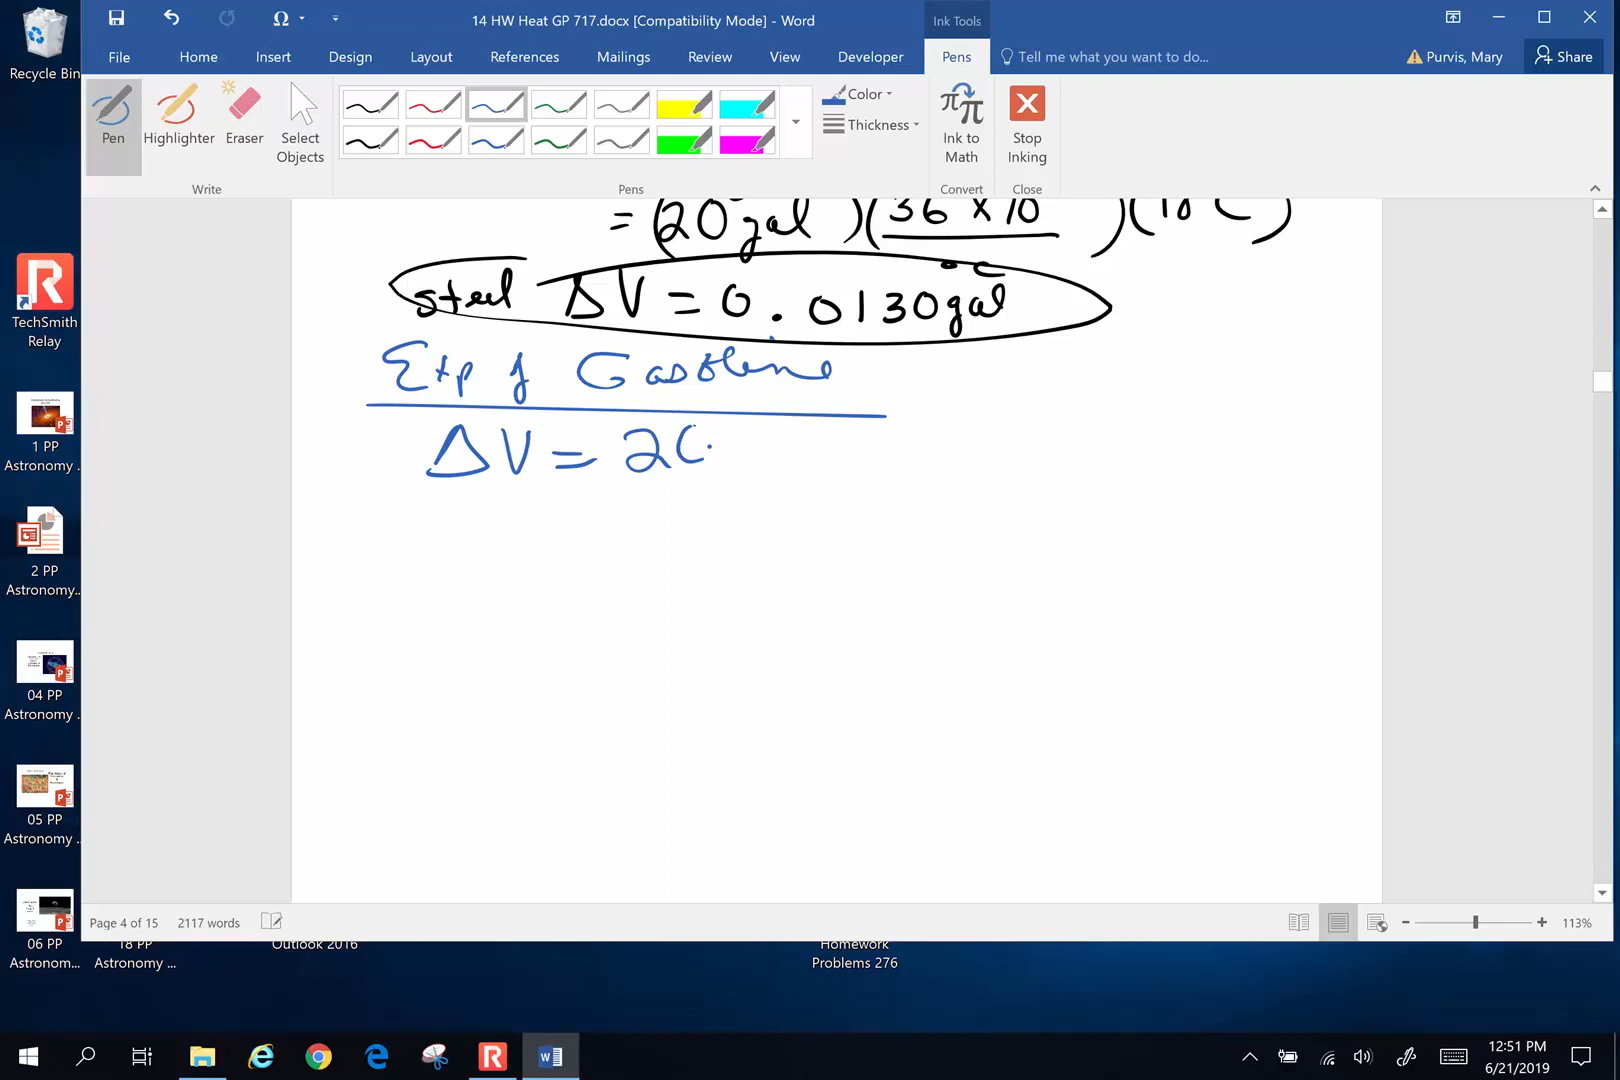 Recycle Bin
TechSmith
Relay
1 PP
Astronomy ...
2 PP
Astronomy..
04 PP
Astronomy .
05 PP
Astronomy ..
06 PP
Astronom...
18 PP
Astronomy ...
Outlook 2016
Homework
Problems 276
14 HW Heat GP 717.docx [Compatibility Mode] - Word
Ink Tools
File Home Insert Design Layout References Mailings Review View Developer Pens Tell me what you want to do...
Purvis, Mary
Share
Pen Highlighter Eraser Select
Objects
Color
Thickness
Ink to
Math
Stop
Inking
Write Pens Convert Close
= (20 gal)(36 x 10)(18°C)
°C
steel ΔV = 0.0130 gal
Exp of Gasoline
ΔV = 20
Page 4 of 15 2117 words
113%
12:51 PM
6/21/2019